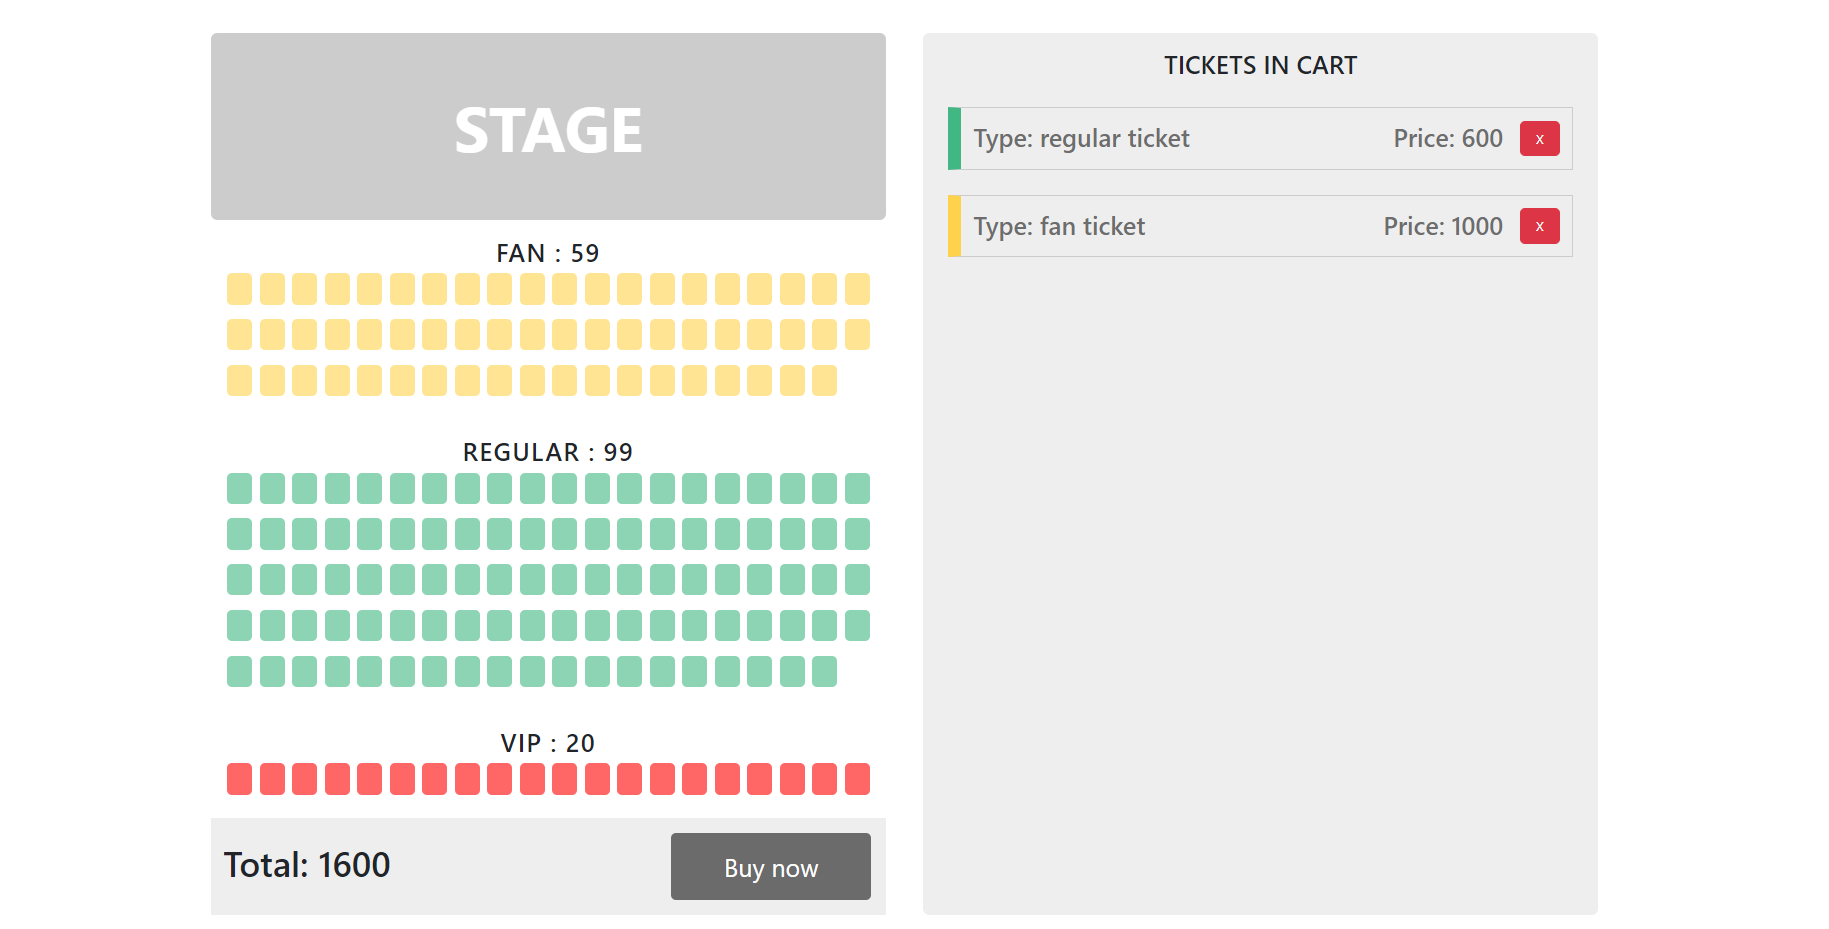 STAGE
FAN : 59
REGULAR : 99
VIP : 20
Total: 1600
Buy now
TICKETS IN CART
Type: regular ticket
Price: 600
x
Type: fan ticket
Price: 1000
x